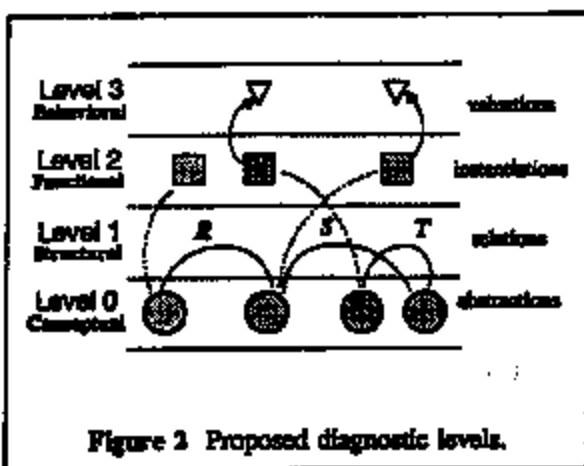 Level 3
Behavioral
valuations
Level 2
Functional
instantiations
Level 1
Structural
R
S
T
relations
Level 0
Conceptual
abstractions
Figure 2 Proposed diagnostic levels.